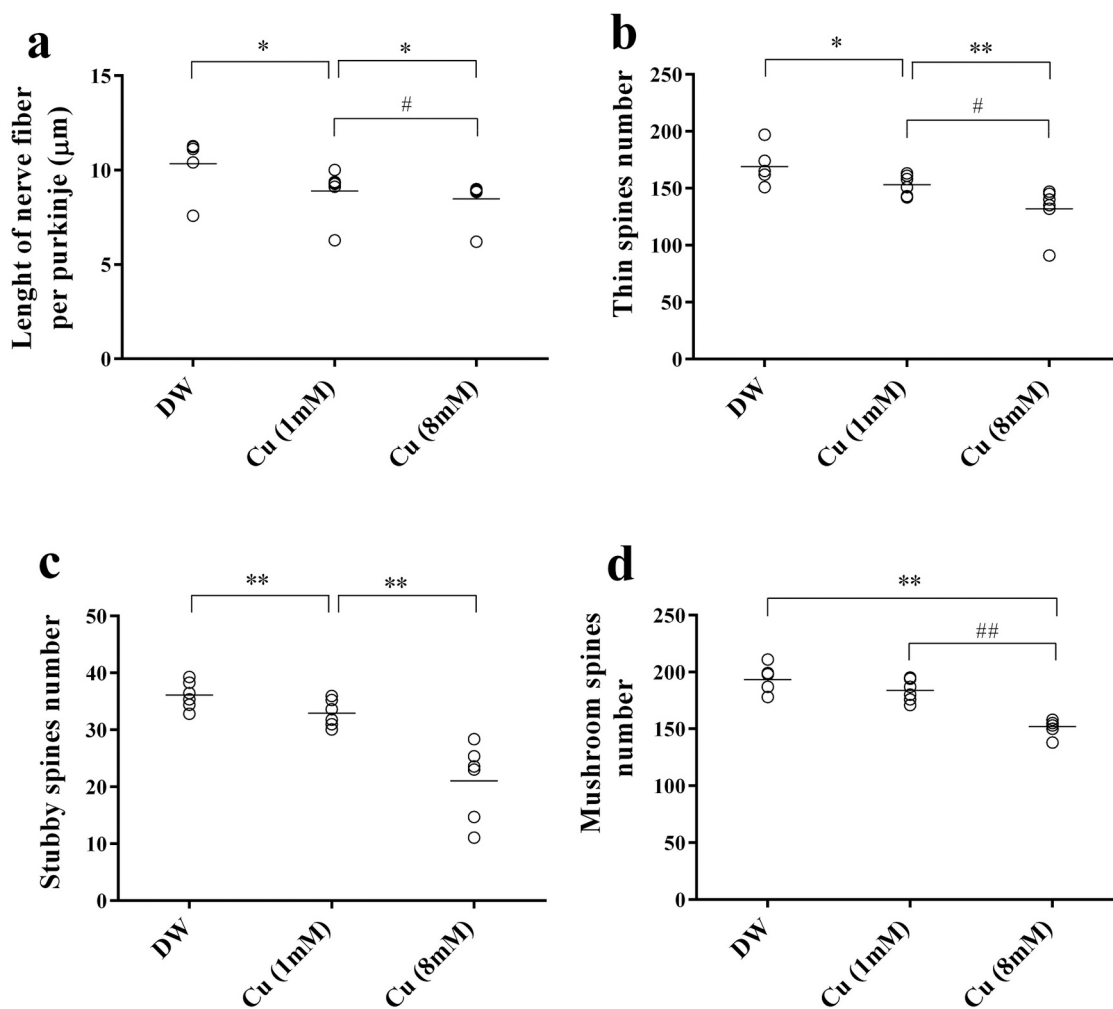 a
*
*
#
15
10
5
0
Lenght of nerve fiber
per purkinje (μm)
DW
Cu (1mM)
Cu (8mM)
b
*
**
#
250
200
150
100
50
0
Thin spines number
DW
Cu (1mM)
Cu (8mM)
c
**
**
50
40
30
20
10
0
Stubby spines number
DW
Cu (1mM)
Cu (8mM)
d
**
##
250
200
150
100
50
0
Mushroom spines
number
DW
Cu (1mM)
Cu (8mM)